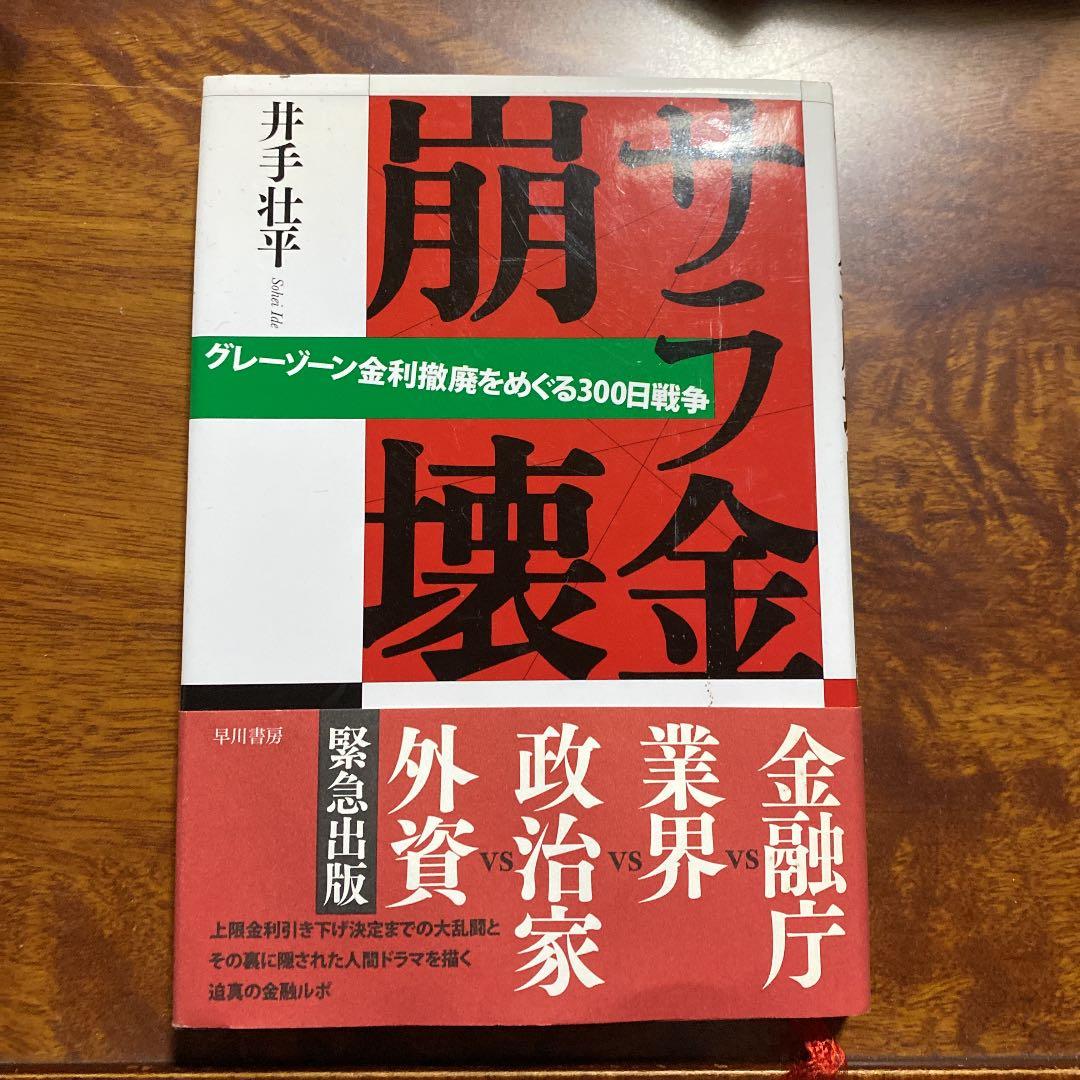 サラ金
崩壊
グレーゾーン金利撤廃をめぐる300日戦争
井手壮平
Sohei Ide
金融庁
vs
業界
vs
政治家
vs
外資
緊急出版
早川書房
上限金利引き下げ決定までの大乱闘と
その裏に隠された人間ドラマを描く
迫真の金融ルポ